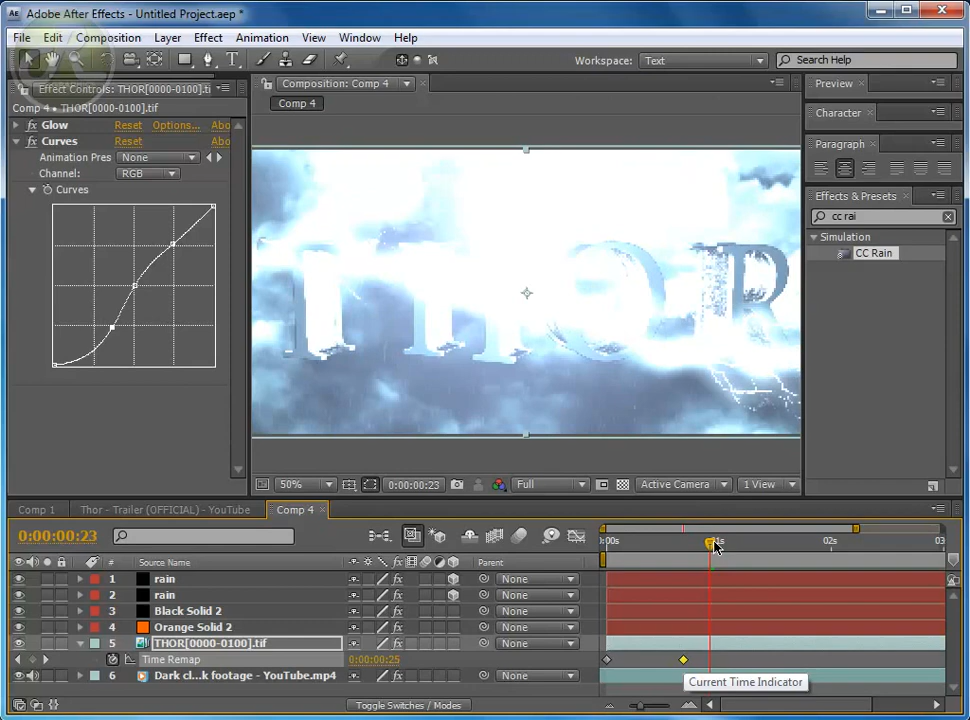 Adobe After Effects - Untitled Project.aep *
File Edit Composition Layer Effect Animation View Window Help
Workspace: Text Search Help
Effect Controls: THOR[0000-0100].ti
Comp 4 • THOR[0000-0100].tif
Glow Reset Options... Abo
Curves Reset Abo
Animation Pres None
Channel: RGB
Curves
Composition: Comp 4
Comp 4
THOR
50% 0:00:00:23 Full Active Camera 1 View
Preview
Character
Paragraph
Effects & Presets
cc rai
Simulation
CC Rain
Comp 1 Thor - Trailer (OFFICIAL) - YouTube Comp 4
0:00:00:23
:00s 1s 02s 03
# Source Name Parent
1 rain None
2 rain None
3 Black Solid 2 None
4 Orange Solid 2 None
5 THOR[0000-0100].tif None
Time Remap 0:00:00:25
6 Dark cl...k footage - YouTube.mp4 None
Current Time Indicator
Toggle Switches / Modes